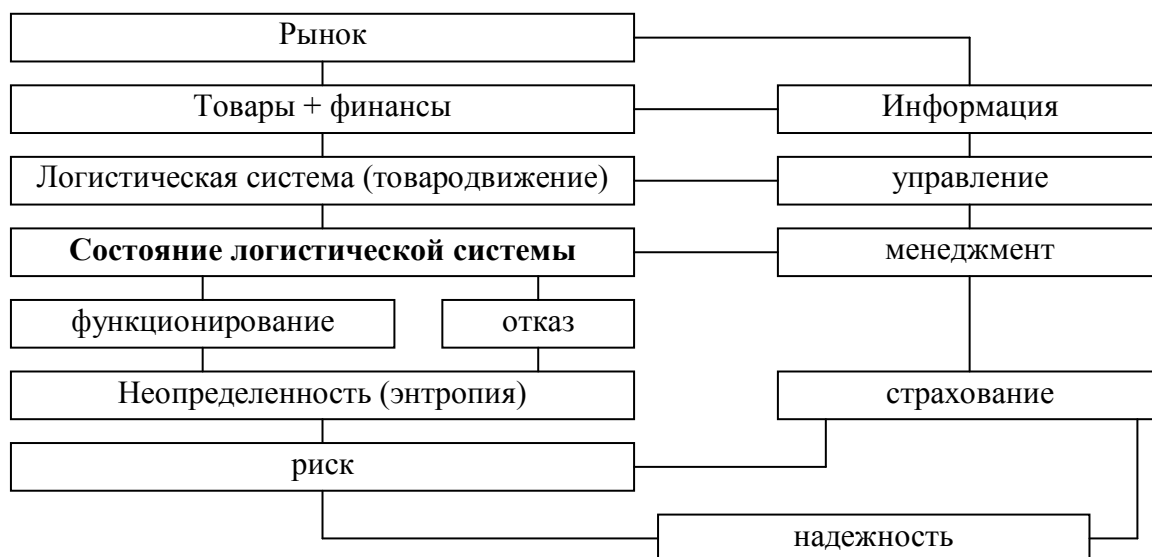 Рынок
Товары + финансы
Информация
Логистическая система (товародвижение)
управление
Состояние логистической системы
менеджмент
функционирование
отказ
Неопределенность (энтропия)
страхование
риск
надежность